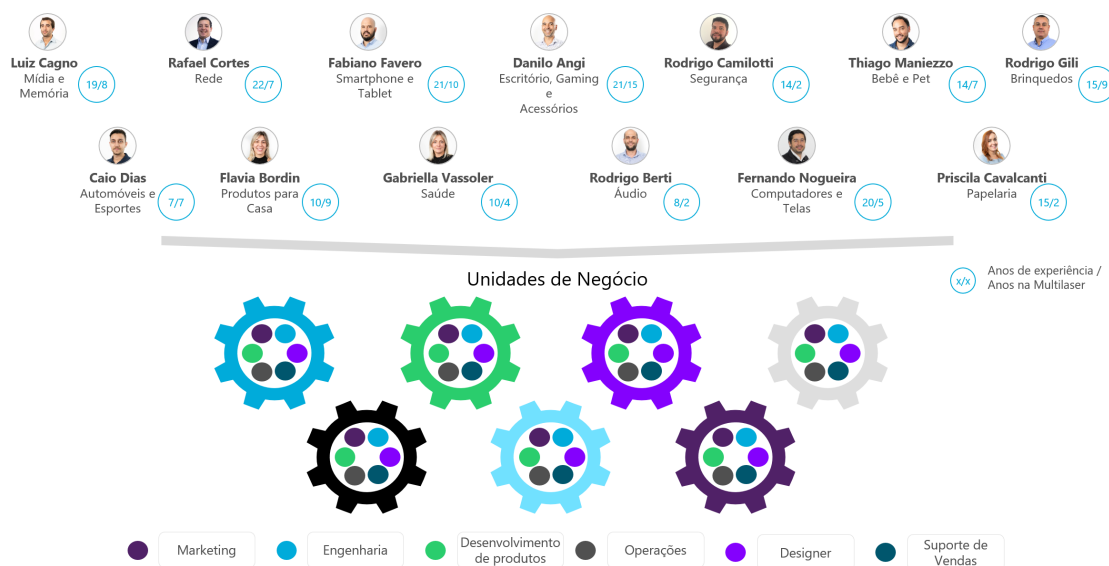 Luiz Cagno
Mídia e
Memória
19/8
Rafael Cortes
Rede
22/7
Fabiano Favero
Smartphone e
Tablet
21/10
Danilo Angi
Escritório, Gaming
e
Acessórios
21/15
Rodrigo Camilotti
Segurança
14/2
Thiago Maniezzo
Bebê e Pet
14/7
Rodrigo Gili
Brinquedos
15/9
Caio Dias
Automóveis e
Esportes
7/7
Flavia Bordin
Produtos para
Casa
10/9
Gabriella Vassoler
Saúde
10/4
Rodrigo Berti
Áudio
8/2
Fernando Nogueira
Computadores e
Telas
20/5
Priscila Cavalcanti
Papelaria
15/2
Unidades de Negócio
x/x
Anos de experiência /
Anos na Multilaser
Marketing
Engenharia
Desenvolvimento
de produtos
Operações
Designer
Suporte de
Vendas